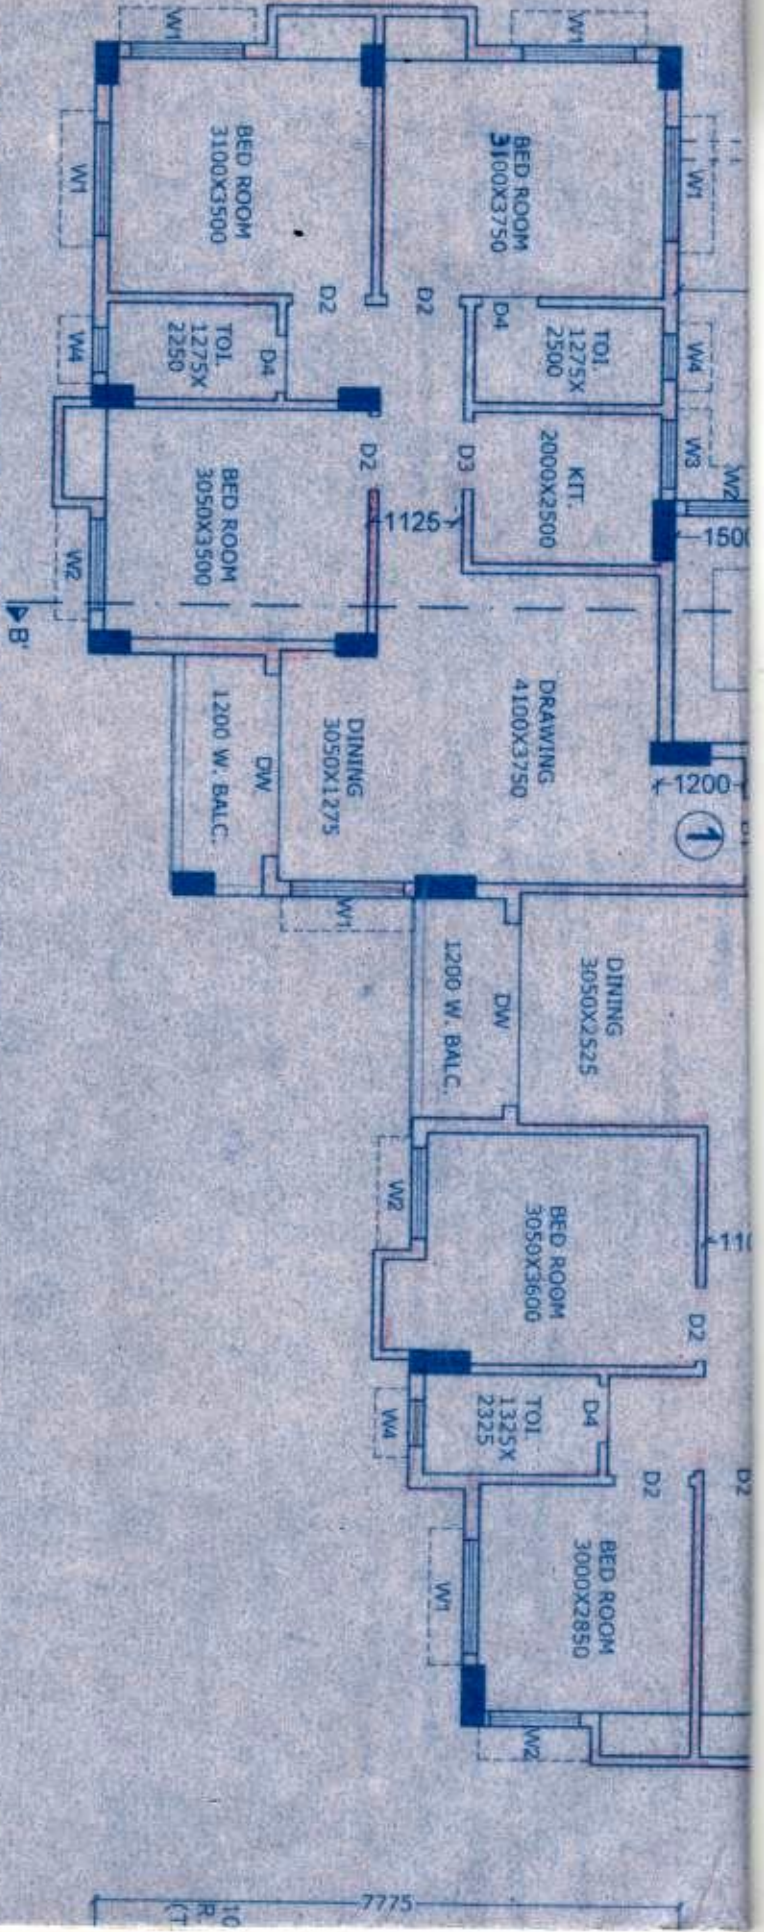 W1
W1
BED ROOM
3100X3500
BED ROOM
3100X3750
W1
W1
D2
D2
D4
TOI.
1275X
2500
W4
W4
TOI.
1275X
2250
D4
W3
W2
D2
D3
KIT.
2000X2500
BED ROOM
3050X3500
1125
150
W2
B'
DRAWING
4100X3750
DINING
3050X1275
DW
1200 W. BALC.
1200
1
W1
DINING
3050X2525
DW
1200 W. BALC.
W2
BED ROOM
3050X3600
110
D2
W4
TOI.
1325X
2325
D4
D2
D2
W1
BED ROOM
3000X2850
W2
7775
10
R
(T